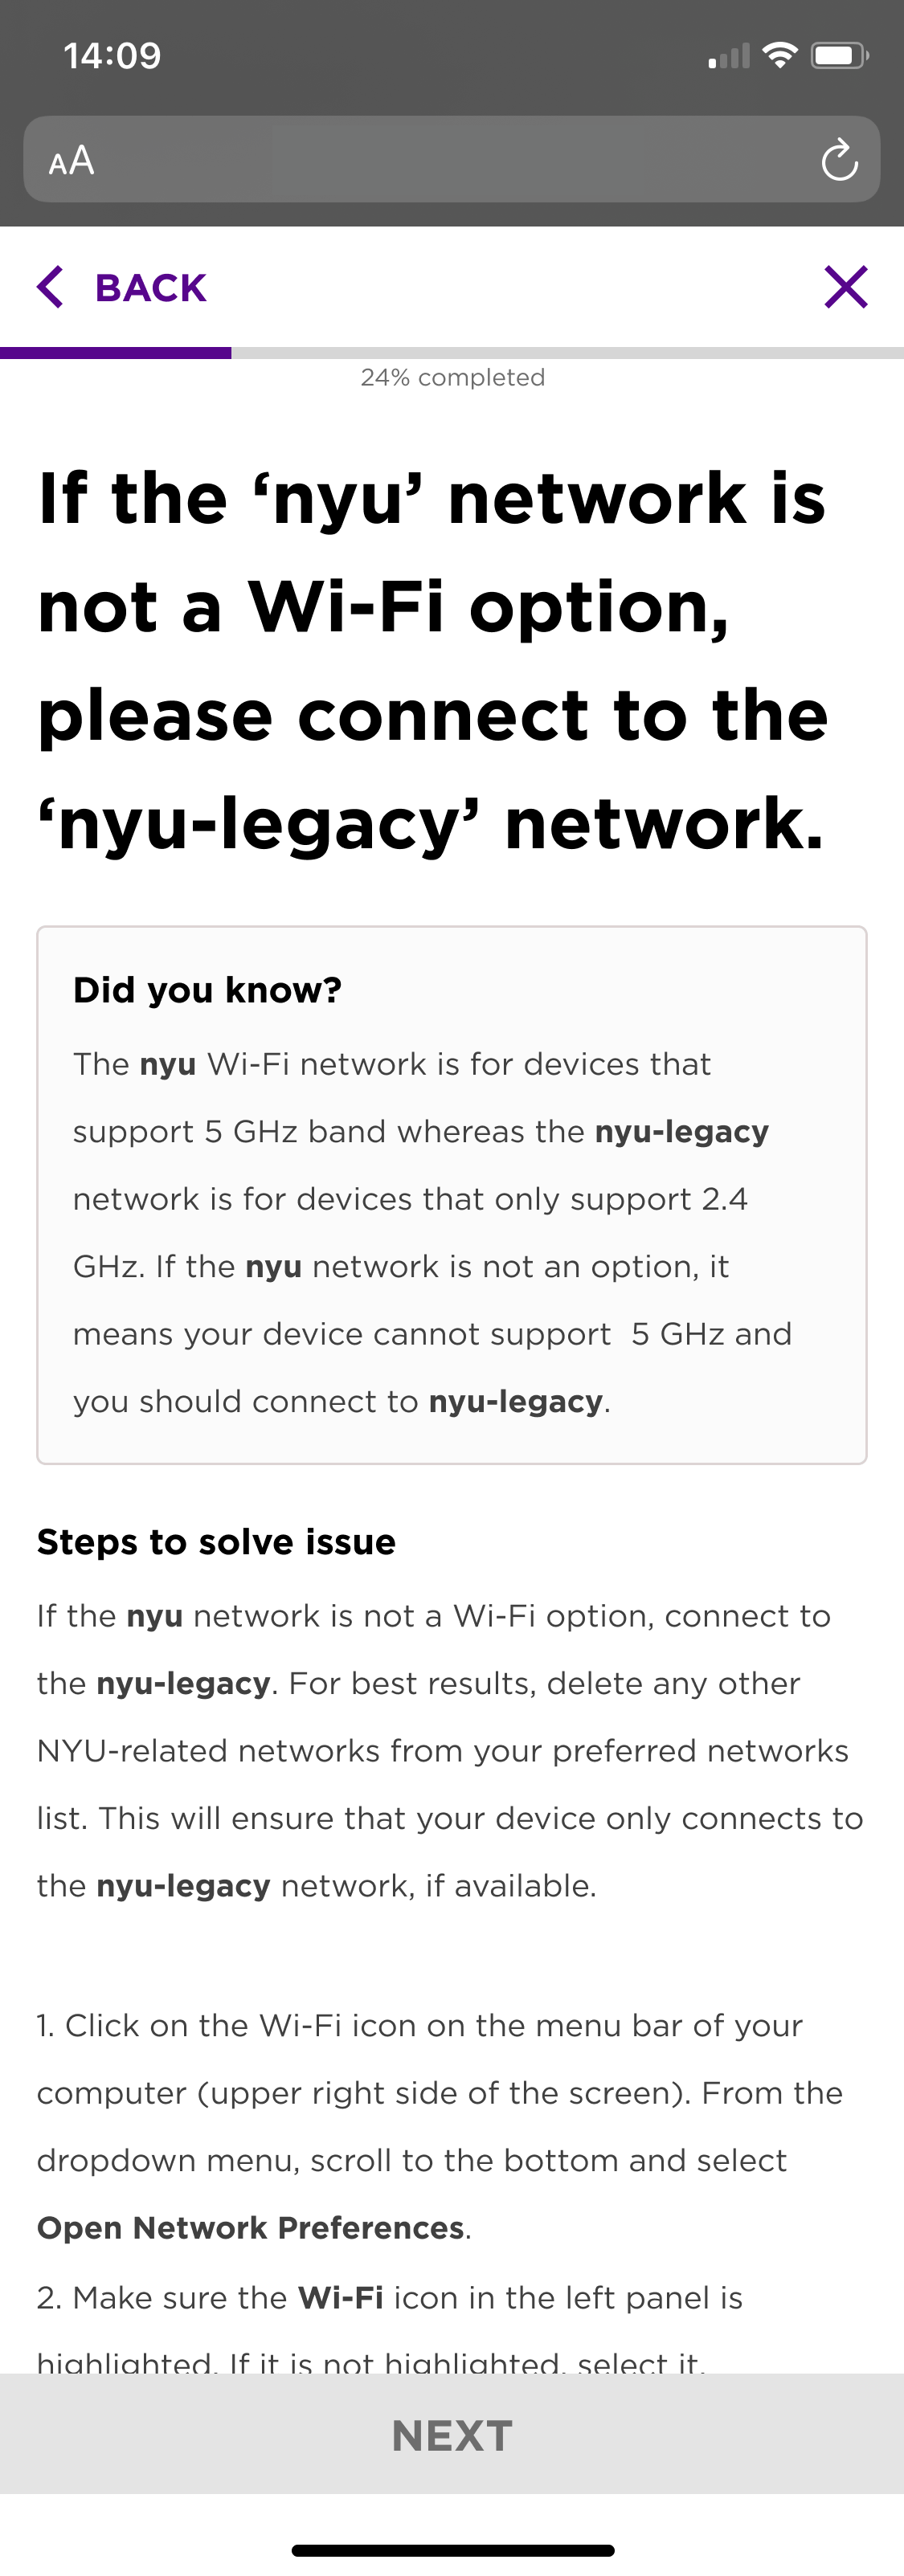 14:09
AA
BACK
24% completed
If the ‘nyu’ network is
not a Wi-Fi option,
please connect to the
‘nyu-legacy’ network.
Did you know?
The nyu Wi-Fi network is for devices that
support 5 GHz band whereas the nyu-legacy
network is for devices that only support 2.4
GHz. If the nyu network is not an option, it
means your device cannot support  5 GHz and
you should connect to nyu-legacy.
Steps to solve issue
If the nyu network is not a Wi-Fi option, connect to
the nyu-legacy. For best results, delete any other
NYU-related networks from your preferred networks
list. This will ensure that your device only connects to
the nyu-legacy network, if available.
1. Click on the Wi-Fi icon on the menu bar of your
computer (upper right side of the screen). From the
dropdown menu, scroll to the bottom and select
Open Network Preferences.
2. Make sure the Wi-Fi icon in the left panel is
highlighted. If it is not highlighted, select it.
NEXT